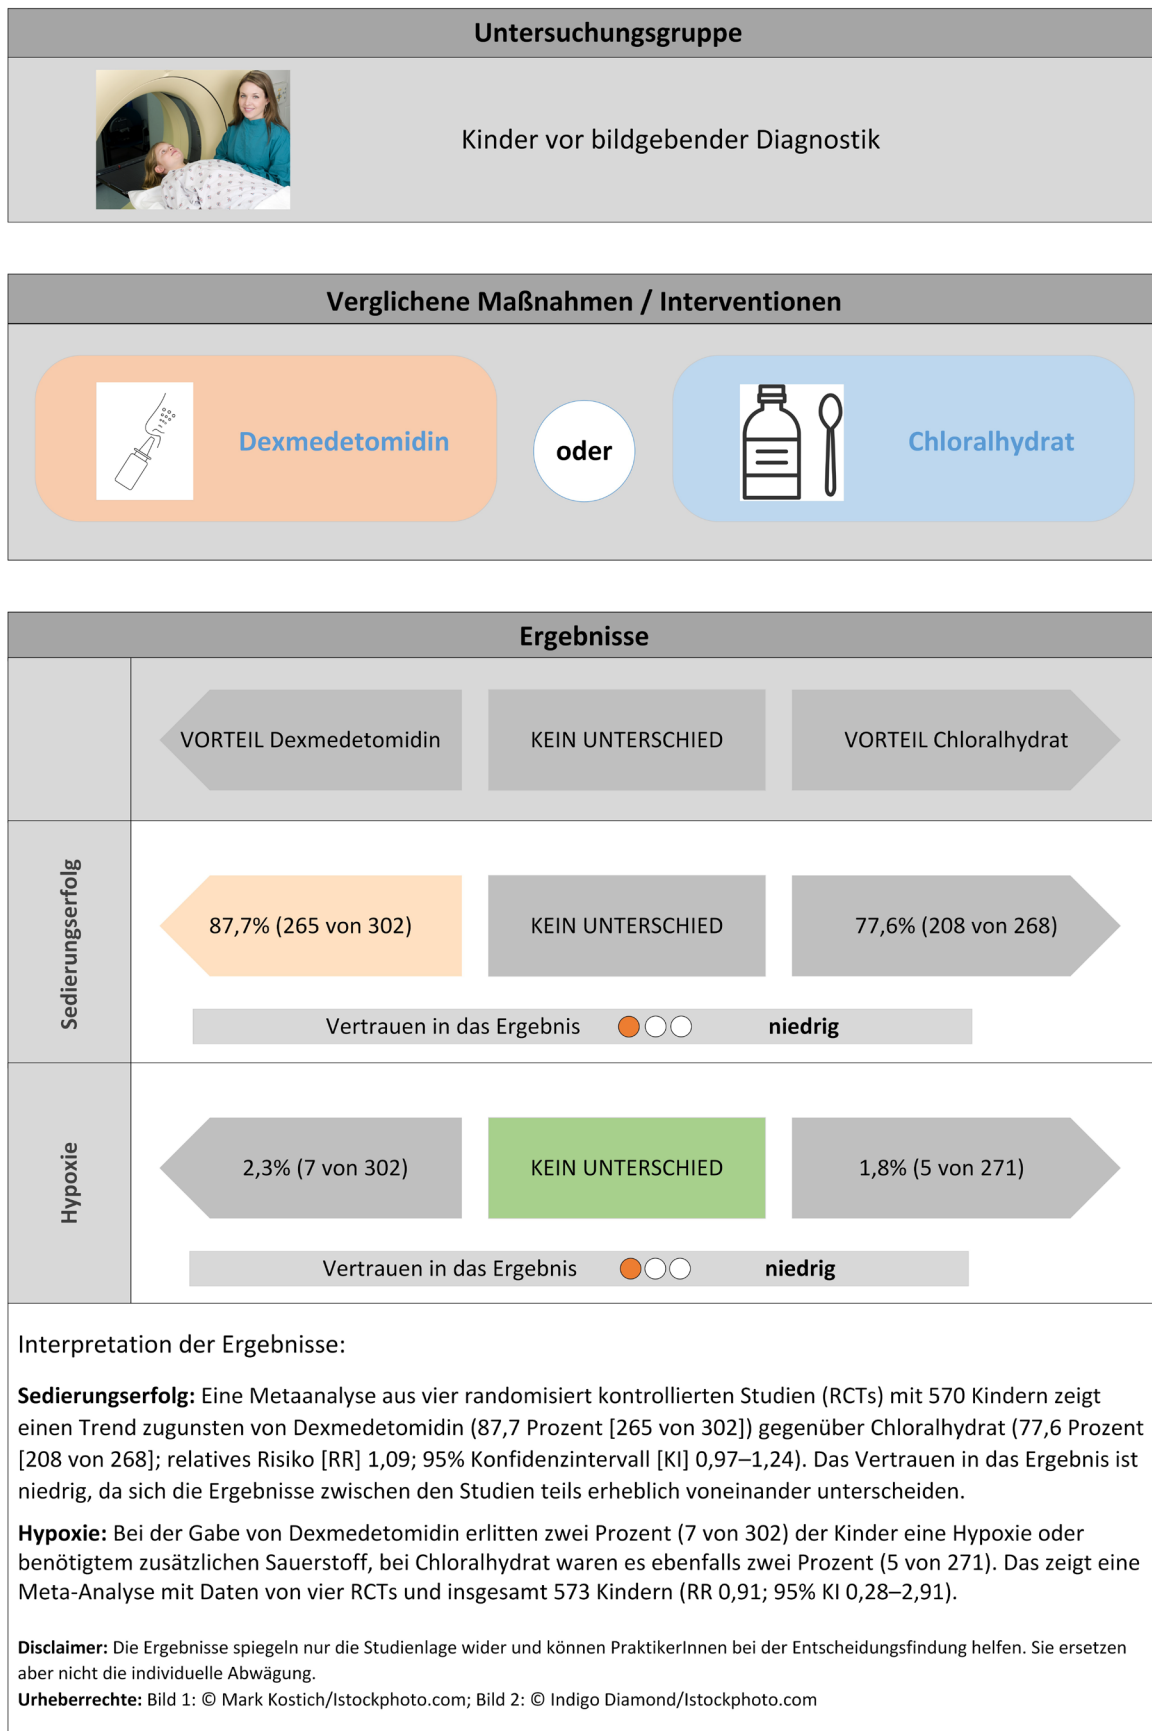 Untersuchungsgruppe
Kinder vor bildgebender Diagnostik
Verglichene Maßnahmen / Interventionen
Dexmedetomidin
oder
Chloralhydrat
Ergebnisse
VORTEIL Dexmedetomidin
KEIN UNTERSCHIED
VORTEIL Chloralhydrat
Sedierungserfolg
87,7% (265 von 302)
KEIN UNTERSCHIED
77,6% (208 von 268)
Vertrauen in das Ergebnis niedrig
Hypoxie
2,3% (7 von 302)
KEIN UNTERSCHIED
1,8% (5 von 271)
Vertrauen in das Ergebnis niedrig
Interpretation der Ergebnisse:
Sedierungserfolg: Eine Metaanalyse aus vier randomisiert kontrollierten Studien (RCTs) mit 570 Kindern zeigt
einen Trend zugunsten von Dexmedetomidin (87,7 Prozent [265 von 302]) gegenüber Chloralhydrat (77,6 Prozent
[208 von 268]; relatives Risiko [RR] 1,09; 95% Konfidenzintervall [KI] 0,97–1,24). Das Vertrauen in das Ergebnis ist
niedrig, da sich die Ergebnisse zwischen den Studien teils erheblich voneinander unterscheiden.
Hypoxie: Bei der Gabe von Dexmedetomidin erlitten zwei Prozent (7 von 302) der Kinder eine Hypoxie oder
benötigtem zusätzlichen Sauerstoff, bei Chloralhydrat waren es ebenfalls zwei Prozent (5 von 271). Das zeigt eine
Meta-Analyse mit Daten von vier RCTs und insgesamt 573 Kindern (RR 0,91; 95% KI 0,28–2,91).
Disclaimer: Die Ergebnisse spiegeln nur die Studienlage wider und können PraktikerInnen bei der Entscheidungsfindung helfen. Sie ersetzen
aber nicht die individuelle Abwägung.
Urheberrechte: Bild 1: © Mark Kostich/Istockphoto.com; Bild 2: © Indigo Diamond/Istockphoto.com